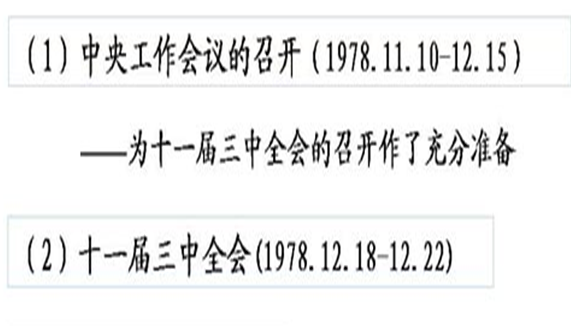 (1)中央工作会议的召开(1978.11.10-12.15)
——为十一届三中全会的召开作了充分准备
(2)十一届三中全会(1978.12.18-12.22)